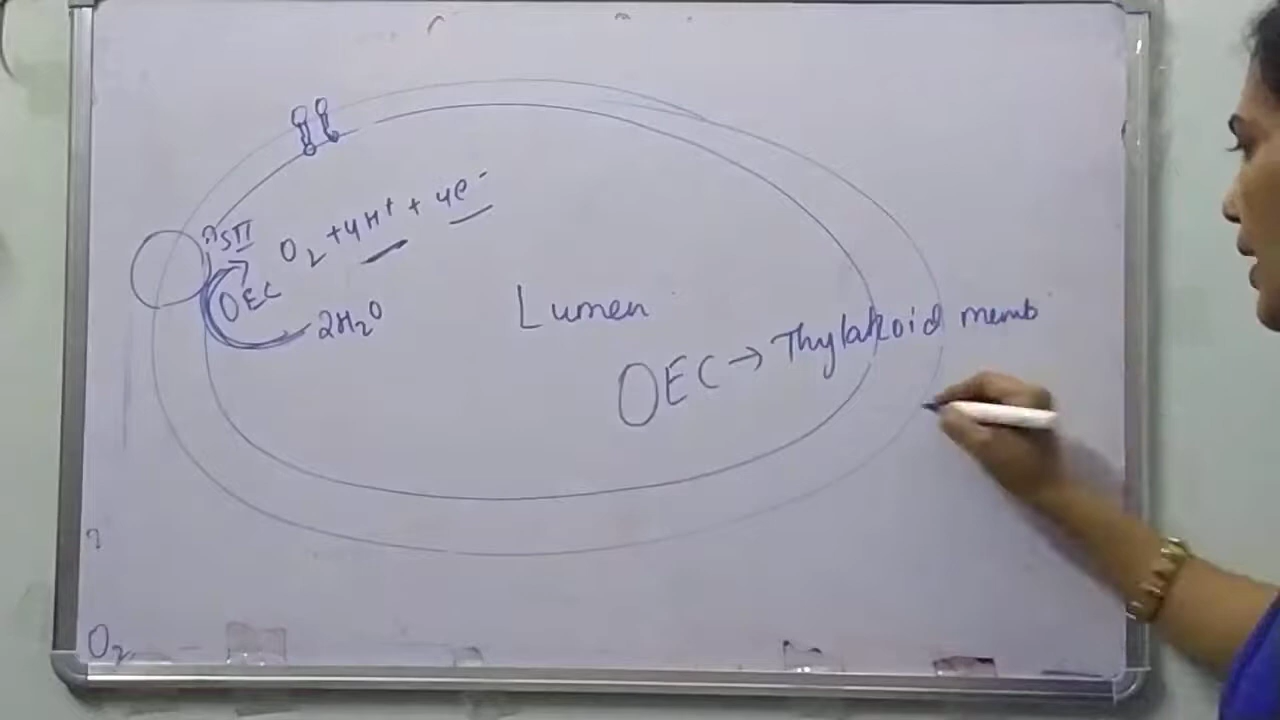 PSII
O₂ + 4H⁺ + 4e⁻
OEC
2H₂O
Lumen
OEC → Thylakoid memb
O₂